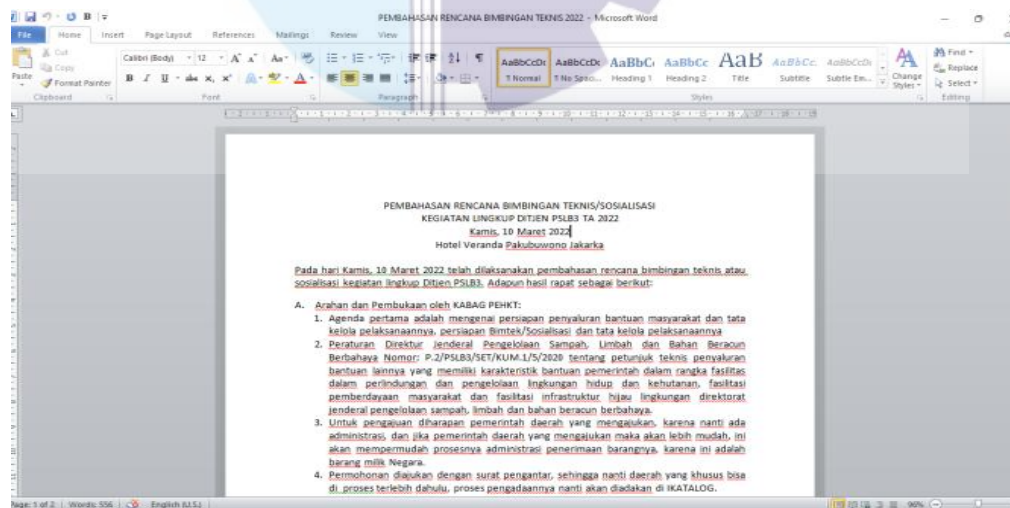 PEMBAHASAN RENCANA BIMBINGAN TEKNIS 2022 - Microsoft Word
File Home Insert Page Layout References Mailings Review View
Cut
Copy
Format Painter
Paste
Calibri (Body) 12
Clipboard Font Paragraph Styles Editing
AaBbCcDc AaBbCcDc AaBbC AaBbCc AaB AaBbCc. AaBbCcDc
¶ Normal ¶ No Spaci... Heading 1 Heading 2 Title Subtitle Subtle Em...
Change Styles
Find
Replace
Select
PEMBAHASAN RENCANA BIMBINGAN TEKNIS/SOSIALISASI
KEGIATAN LINGKUP DITJEN PSLB3 TA 2022
Kamis, 10 Maret 2022
Hotel Veranda Pakubuwono Jakarka
Pada hari Kamis, 10 Maret 2022 telah dilaksanakan pembahasan rencana bimbingan teknis atau
sosialisasi kegiatan lingkup Ditjen PSLB3. Adapun hasil rapat sebagai berikut:
A. Arahan dan Pembukaan oleh KABAG PEHKT:
1. Agenda pertama adalah mengenai persiapan penyaluran bantuan masyarakat dan tata
kelola pelaksanaannya, persiapan Bimtek/Sosialisasi dan tata kelola pelaksanaannya
2. Peraturan Direktur Jenderal Pengelolaan Sampah, Limbah dan Bahan Beracun
Berbahaya Nomor: P.2/PSLB3/SET/KUM.1/5/2020 tentang petunjuk teknis penyaluran
bantuan lainnya yang memiliki karakteristik bantuan pemerintah dalam rangka fasilitas
dalam perlindungan dan pengelolaan lingkungan hidup dan kehutanan, fasilitasi
pemberdayaan masyarakat dan fasilitasi infrastruktur hijau lingkungan direktorat
jenderal pengelolaan sampah, limbah dan bahan beracun berbahaya.
3. Untuk pengajuan diharapan pemerintah daerah yang mengajukan, karena nanti ada
administrasi, dan jika pemerintah daerah yang mengajukan maka akan lebih mudah, ini
akan mempermudah prosesnya administrasi penerimaan barangnya, karena ini adalah
barang milik Negara.
4. Permohonan diajukan dengan surat pengantar, sehingga nanti daerah yang khusus bisa
di proses terlebih dahulu, proses pengadaannya nanti akan diadakan di IKATALOG.
Page: 1 of 2 Words: 556 English (U.S.) 96%